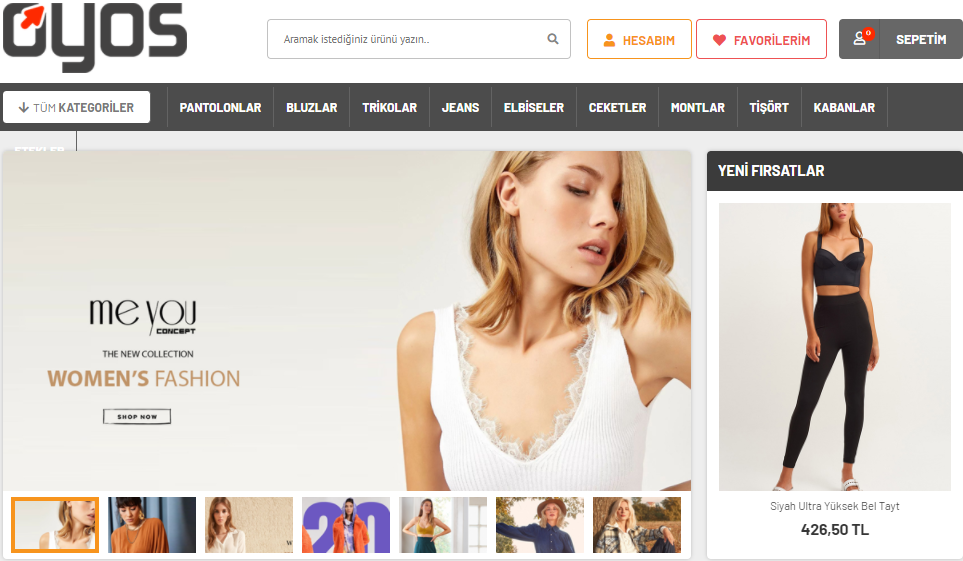 Oyos
Aramak istediğiniz ürünü yazın..
HESABIM
FAVORİLERİM
0
SEPETİM
TÜM KATEGORİLER
PANTOLONLAR
BLUZLAR
TRİKOLAR
JEANS
ELBİSELER
CEKETLER
MONTLAR
TİŞÖRT
KABANLAR
ETEKLER
me you
CONCEPT
THE NEW COLLECTION
WOMEN'S FASHION
SHOP NOW
20
YENİ FIRSATLAR
Siyah Ultra Yüksek Bel Tayt
426,50 TL